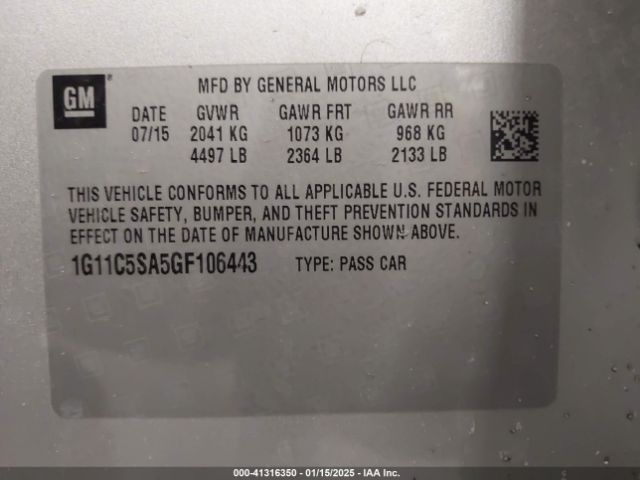 GM
MFD BY GENERAL MOTORS LLC
DATE GVWR GAWR FRT GAWR RR
07/15 2041 KG 1073 KG 968 KG
4497 LB 2364 LB 2133 LB
THIS VEHICLE CONFORMS TO ALL APPLICABLE U.S. FEDERAL MOTOR
VEHICLE SAFETY, BUMPER, AND THEFT PREVENTION STANDARDS IN
EFFECT ON THE DATE OF MANUFACTURE SHOWN ABOVE.
1G11C5SA5GF106443 TYPE: PASS CAR
000-41316350 - 01/15/2025 - IAA Inc.